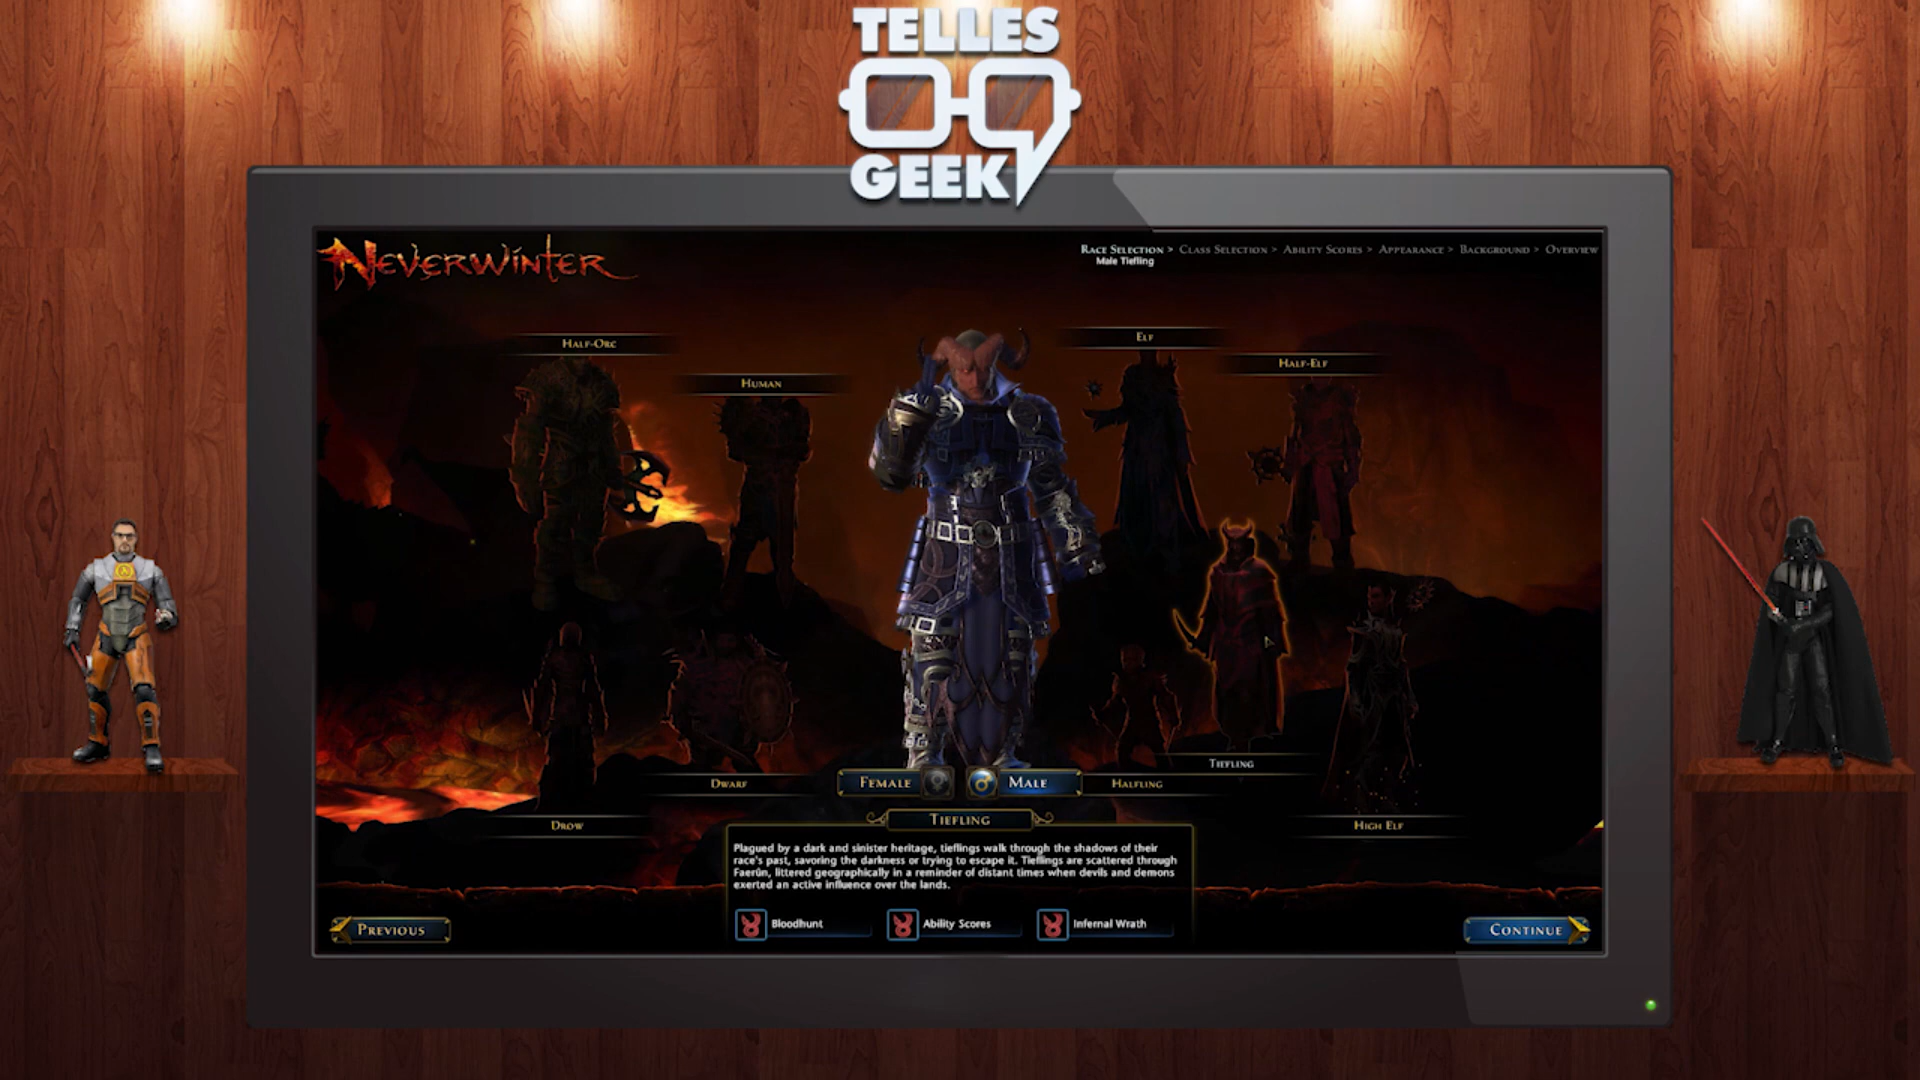 TELLES
GEEK
NEVERWINTER
RACE SELECTION > CLASS SELECTION > ABILITY SCORES > APPEARANCE > BACKGROUND > OVERVIEW
Male Tiefling
HALF-ORC
HUMAN
ELF
HALF-ELF
DWARF
DROW
HALFLING
TIEFLING
HIGH ELF
FEMALE
MALE
TIEFLING
Plagued by a dark and sinister heritage, tieflings walk through the shadows of their
race's past, savoring the darkness or trying to escape it. Tieflings are scattered through
Faerûn, littered geographically in a reminder of distant times when devils and demons
exerted an active influence over the lands.
Bloodhunt
Ability Scores
Infernal Wrath
PREVIOUS
CONTINUE